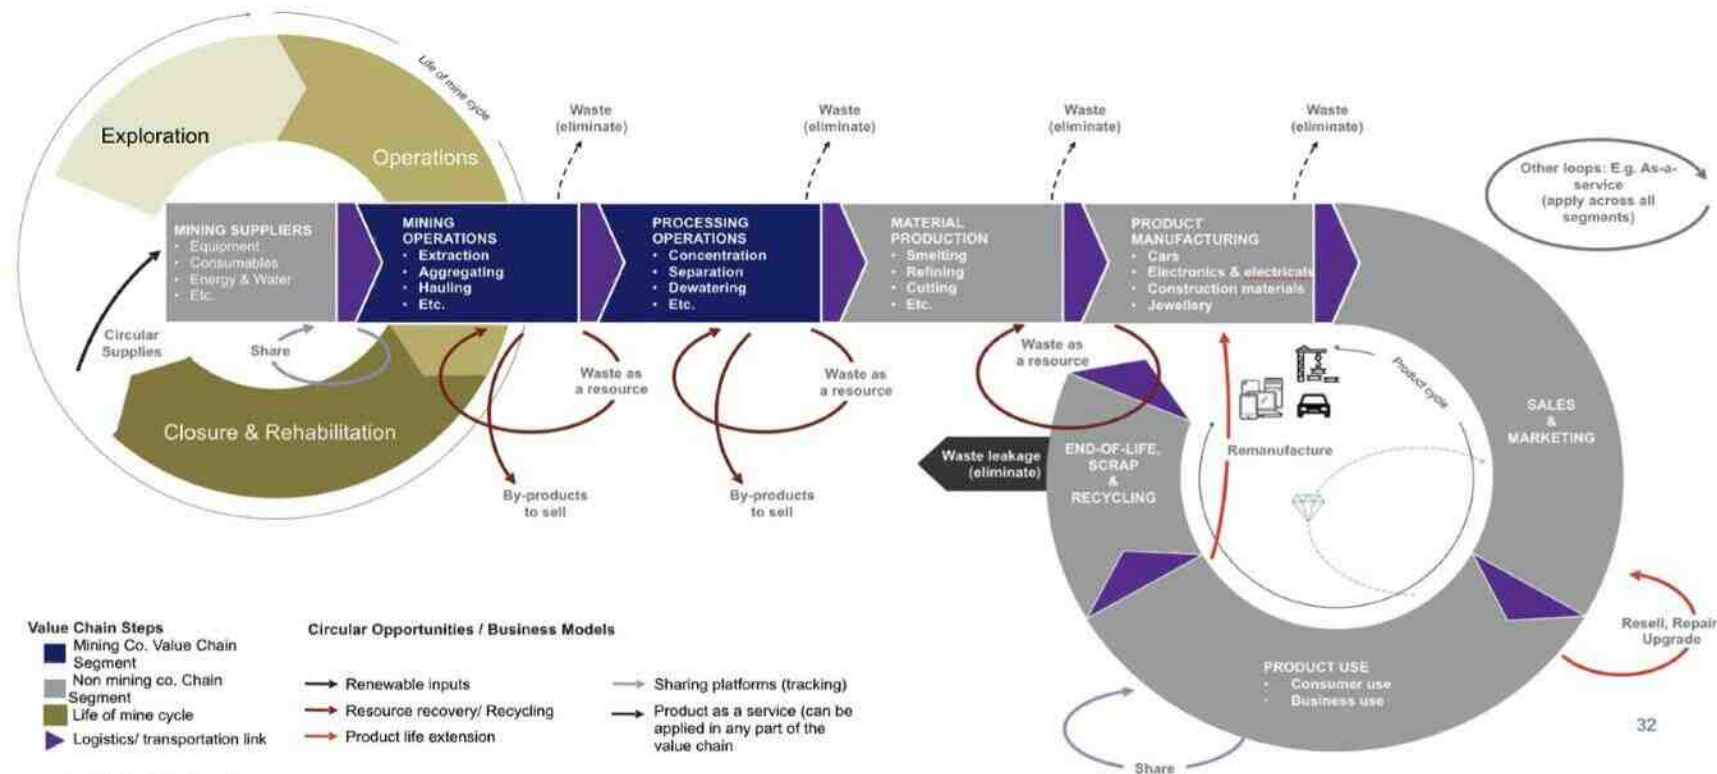 Life of mine cycle
Exploration
Operations
Closure & Rehabilitation
Circular
Supplies
Share
MINING SUPPLIERS
• Equipment
• Consumables
• Energy & Water
• Etc.
MINING
OPERATIONS
• Extraction
• Aggregating
• Hauling
• Etc.
PROCESSING
OPERATIONS
• Concentration
• Separation
• Dewatering
• Etc.
MATERIAL
PRODUCTION
• Smelting
• Refining
• Cutting
• Etc.
PRODUCT
MANUFACTURING
• Cars
• Electronics & electricals
• Construction materials
• Jewellery
Waste
(eliminate)
Waste
(eliminate)
Waste
(eliminate)
Waste
(eliminate)
Other loops: E.g. As-a-
service
(apply across all
segments)
Waste as
a resource
Waste as
a resource
Waste as
a resource
By-products
to sell
By-products
to sell
Waste leakage
(eliminate)
END-OF-LIFE,
SCRAP
&
RECYCLING
Remanufacture
Product cycle
SALES
&
MARKETING
Resell, Repair
Upgrade
PRODUCT USE
• Consumer use
• Business use
Share
32
Value Chain Steps
Mining Co. Value Chain
Segment
Non mining co. Chain
Segment
Life of mine cycle
Logistics/ transportation link
Circular Opportunities / Business Models
Renewable inputs
Resource recovery/ Recycling
Product life extension
Sharing platforms (tracking)
Product as a service (can be
applied in any part of the
value chain